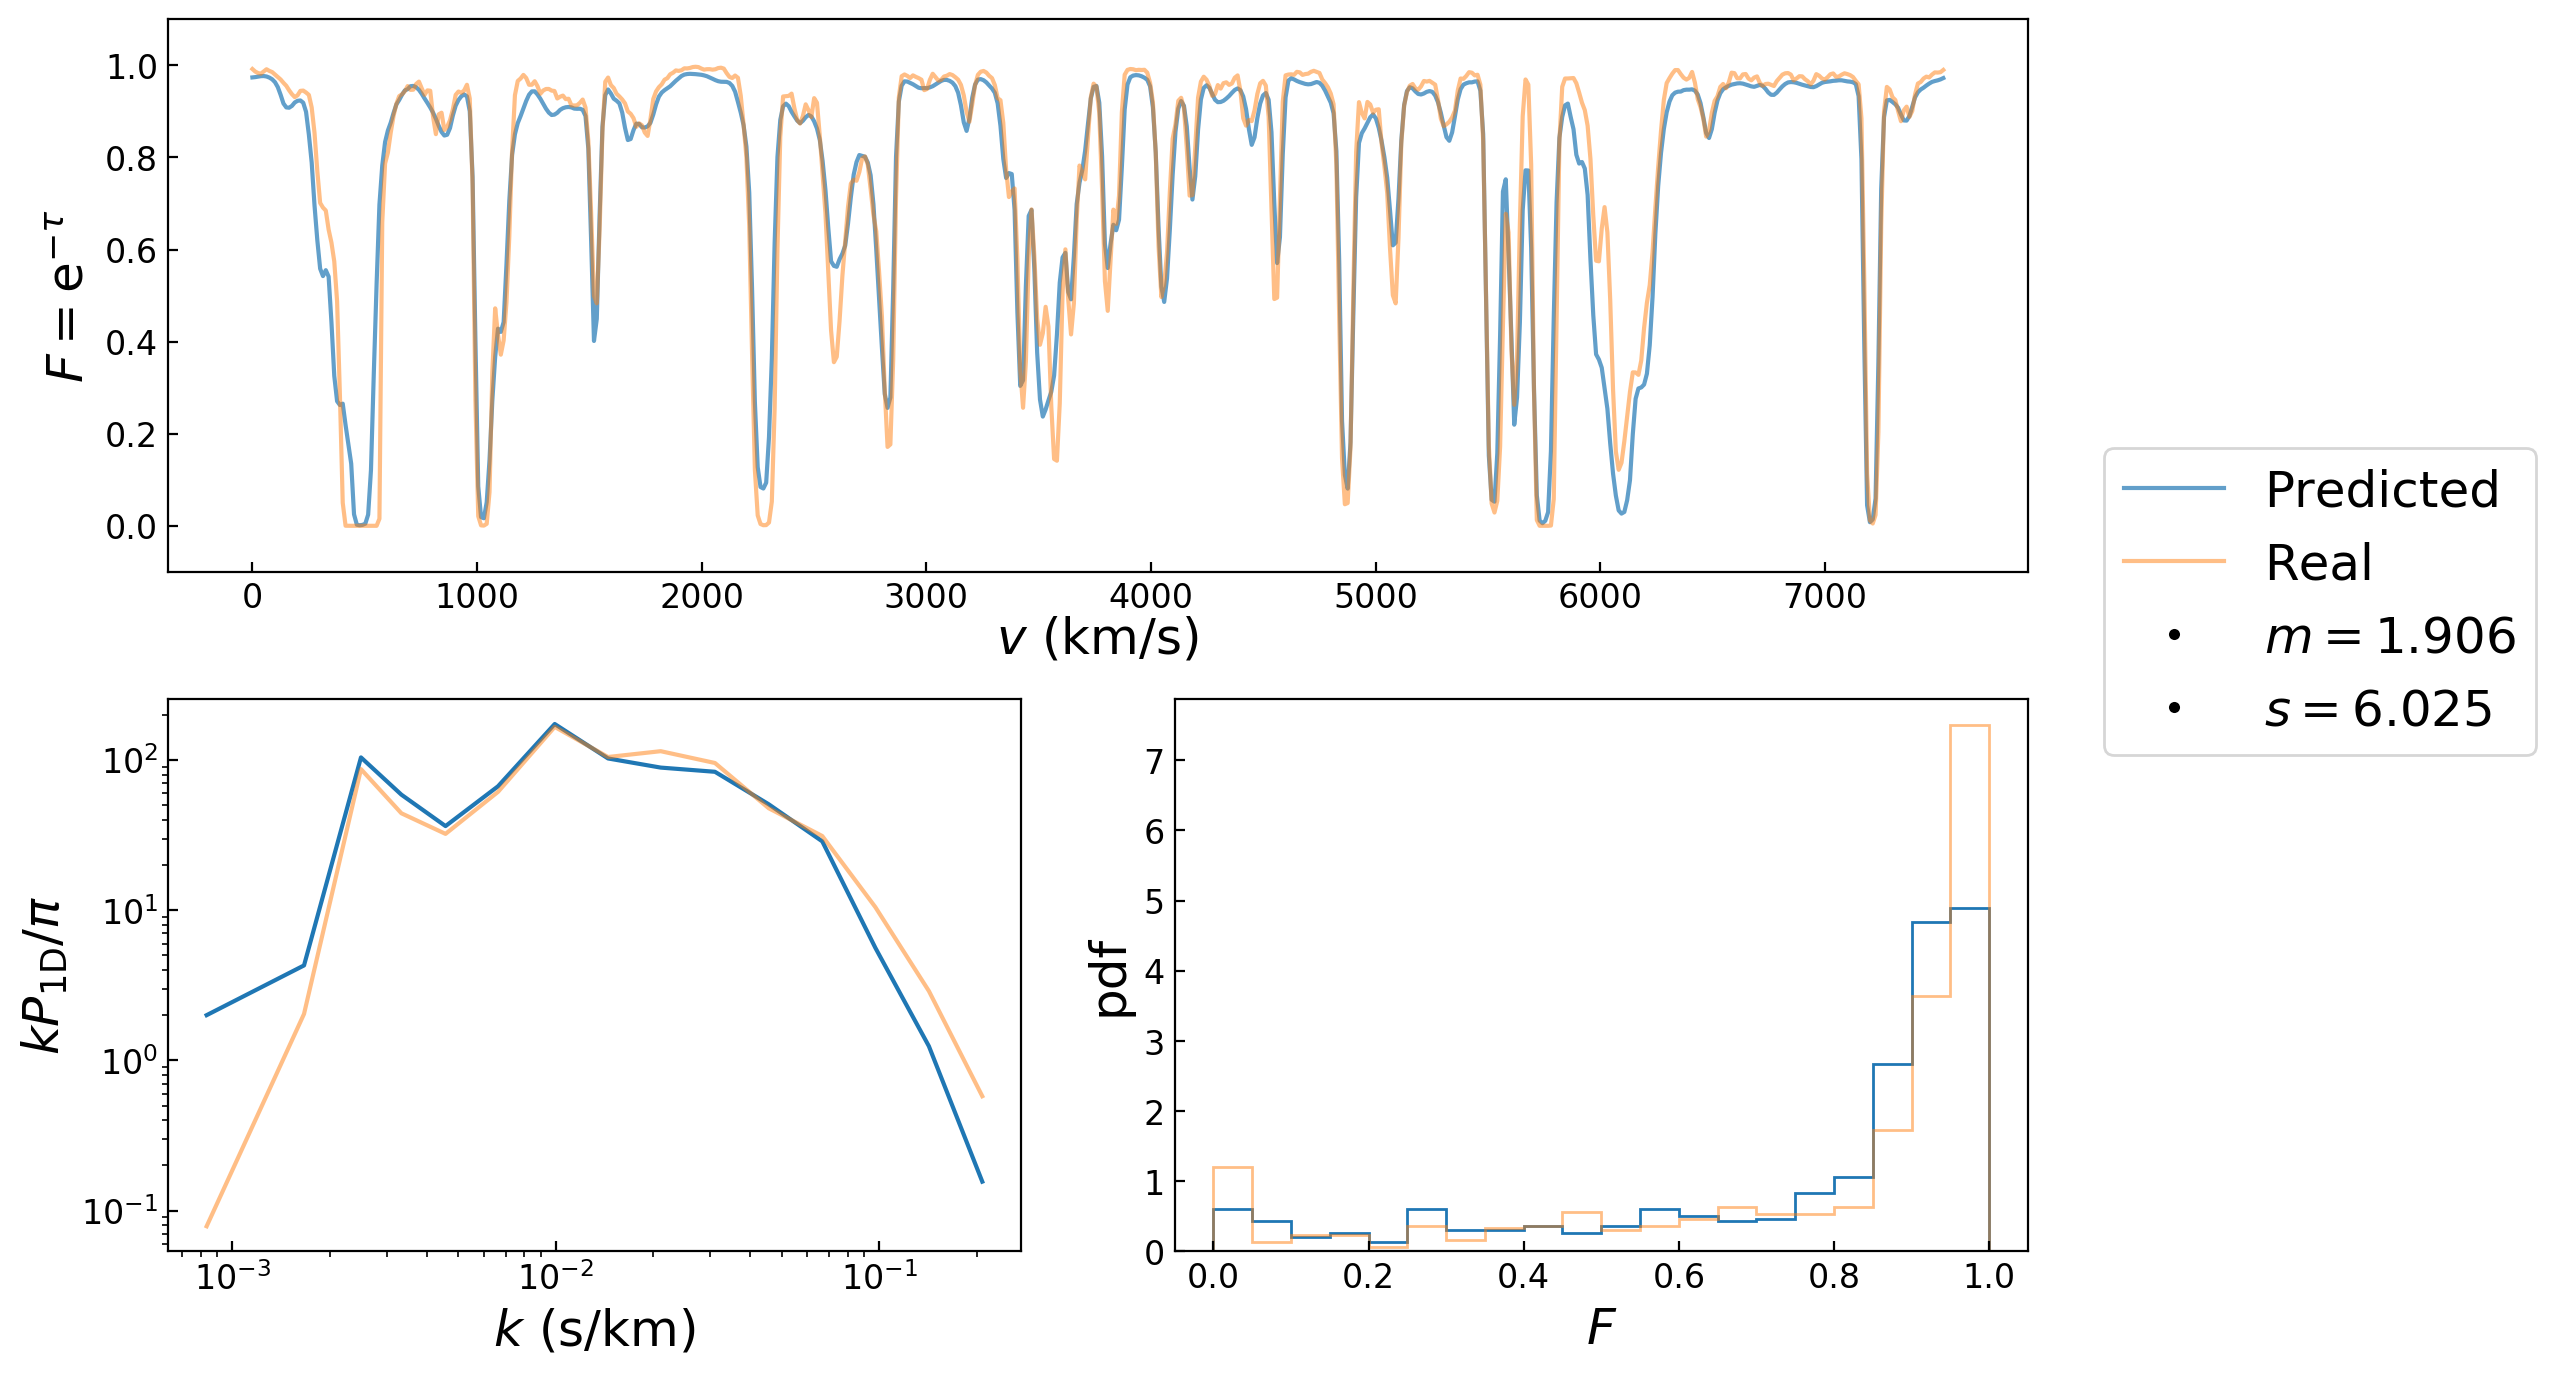 1.0
0.8
0.6
0.4
0.2
0.0
F = e^{−τ}
0 1000 2000 3000 4000 5000 6000 7000
v (km/s)
Predicted
Real
m = 1.906
s = 6.025
10^2
10^1
10^0
10^{−1}
kP_{1D}/π
10^{−3} 10^{−2} 10^{−1}
k (s/km)
7
6
5
4
3
2
1
0
pdf
0.0 0.2 0.4 0.6 0.8 1.0
F